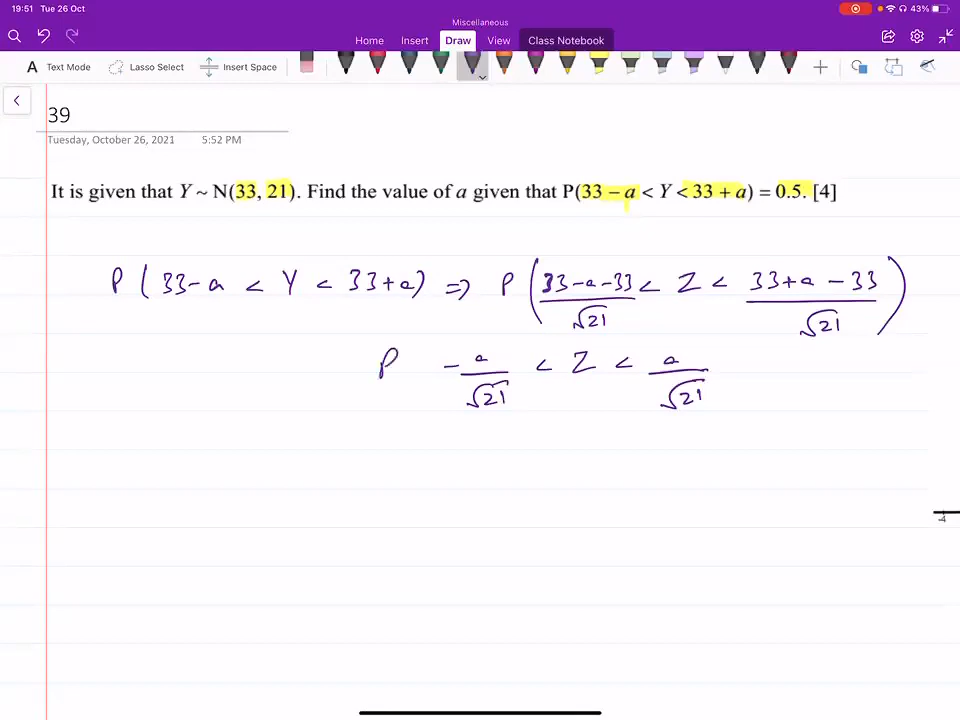 19:51 Tue 26 Oct
43%
Miscellaneous
Home Insert Draw View Class Notebook
A Text Mode Lasso Select Insert Space
39
Tuesday, October 26, 2021 5:52 PM
It is given that Y ~ N(33, 21). Find the value of a given that P(33 − a < Y < 33 + a) = 0.5. [4]
P ( 33-a < Y < 33+a) => P ( (33-a-33)/√21 < Z < (33+a-33)/√21 )
P -a/√21 < Z < a/√21